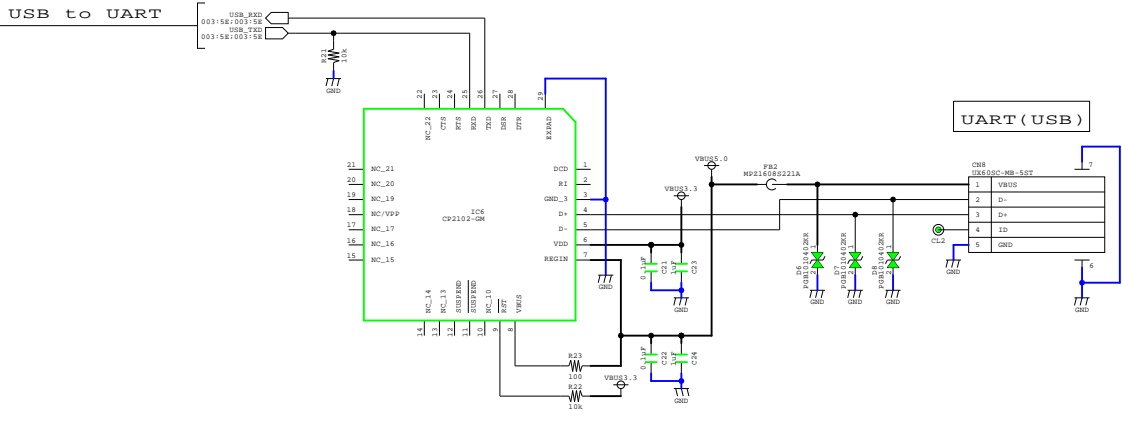 USB to UART
USB_RXD
003:5E;003:5E
USB_TXD
003:5E;003:5E
R21
10k
GND
22
23
24
25
26
27
28
29
NC_22
CTS
RTS
RXD
TXD
DSR
DTR
EXPAD
21 NC_21
20 NC_20
19 NC_19
18 NC/VPP
17 NC_17
16 NC_16
15 NC_15
IC6
CP2102-GM
DCD 1
RI 2
GND_3 3
D+ 4
D- 5
VDD 6
REGIN 7
NC_14
NC_13
SUSPEND
SUSPEND
NC_10
RST
VBUS
14
13
12
11
10
9
8
GND
VBUS3.3
VBUS5.0
0.1uF
C21
1uF
C23
GND
0.1uF
C22
1uF
C24
GND
R23
100
R22
10k
VBUS3.3
FB2
MPZ1608S221A
D6
PGB1010402KR
1
2
GND
D7
PGB1010402KR
1
2
GND
D8
PGB1010402KR
1
2
GND
UART(USB)
CN8
UX60SC-MB-5ST
1 VBUS
2 D-
3 D+
4 ID
5 GND
CL2
GND
7
6
GND